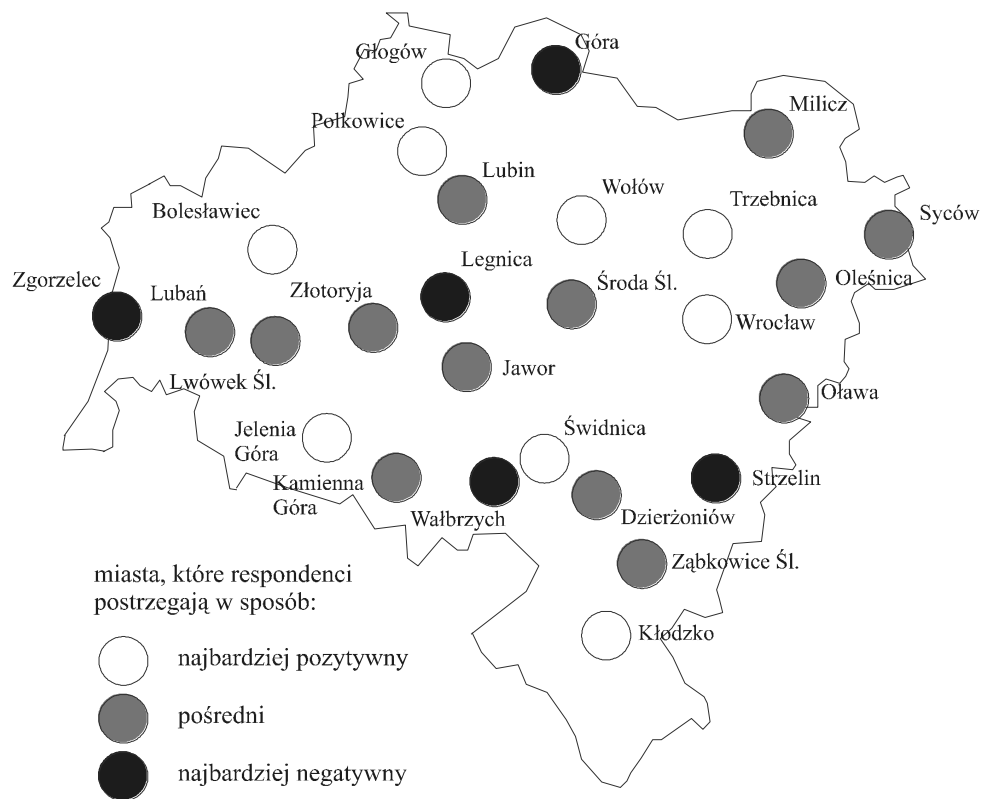 Góra
Głogów
Milicz
Połkowice
Lubin
Wołów
Trzebnica
Bolesławiec
Syców
Legnica
Zgorzelec
Lubań
Złotoryja
Środa Śl.
Oleśnica
Wrocław
Jawor
Lwówek Śl.
Oława
Jelenia
Góra
Świdnica
Kamienna
Góra
Strzelin
Wałbrzych
Dzierżoniów
Ząbkowice Śl.
miasta, które respondenci
postrzegają w sposób:
Kłodzko
najbardziej pozytywny
pośredni
najbardziej negatywny